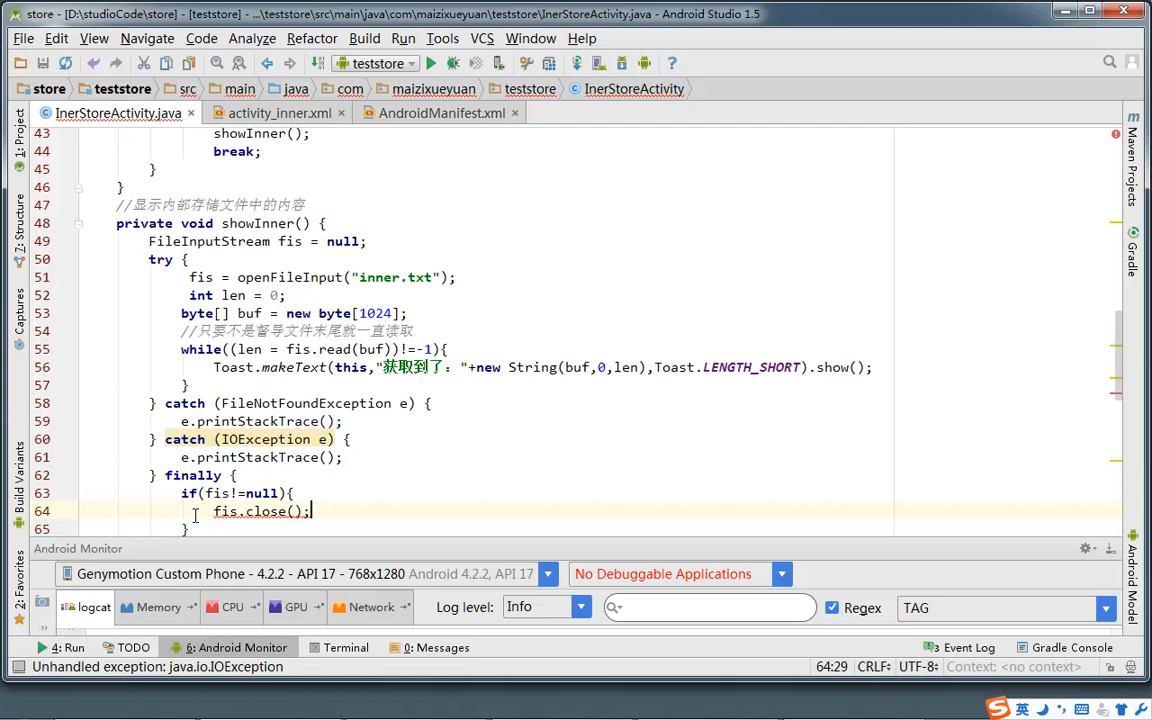 store - [D:\studioCode\store] - [teststore] - ...\teststore\src\main\java\com\maizixueyuan\teststore\InerStoreActivity.java - Android Studio 1.5
File Edit View Navigate Code Analyze Refactor Build Run Tools VCS Window Help
teststore
store teststore src main java com maizixueyuan teststore InerStoreActivity
InerStoreActivity.java activity_inner.xml AndroidManifest.xml
43 showInner();
44 break;
45 }
46 }
47 //显示内部存储文件中的内容
48 private void showInner() {
49 FileInputStream fis = null;
50 try {
51 fis = openFileInput("inner.txt");
52 int len = 0;
53 byte[] buf = new byte[1024];
54 //只要不是督导文件末尾就一直读取
55 while((len = fis.read(buf))!=-1){
56 Toast.makeText(this,"获取到了："+new String(buf,0,len),Toast.LENGTH_SHORT).show();
57 }
58 } catch (FileNotFoundException e) {
59 e.printStackTrace();
60 } catch (IOException e) {
61 e.printStackTrace();
62 } finally {
63 if(fis!=null){
64 fis.close();
65 }
1: Project
7: Structure
Captures
Build Variants
2: Favorites
Maven Projects
Gradle
Android Model
Android Monitor
Genymotion Custom Phone - 4.2.2 - API 17 - 768x1280 Android 4.2.2, API 17 No Debuggable Applications
logcat Memory CPU GPU Network Log level: Info Regex TAG
4: Run TODO 6: Android Monitor Terminal 0: Messages 3 Event Log Gradle Console
Unhandled exception: java.io.IOException 64:29 CRLF UTF-8 Context: <no context>
英